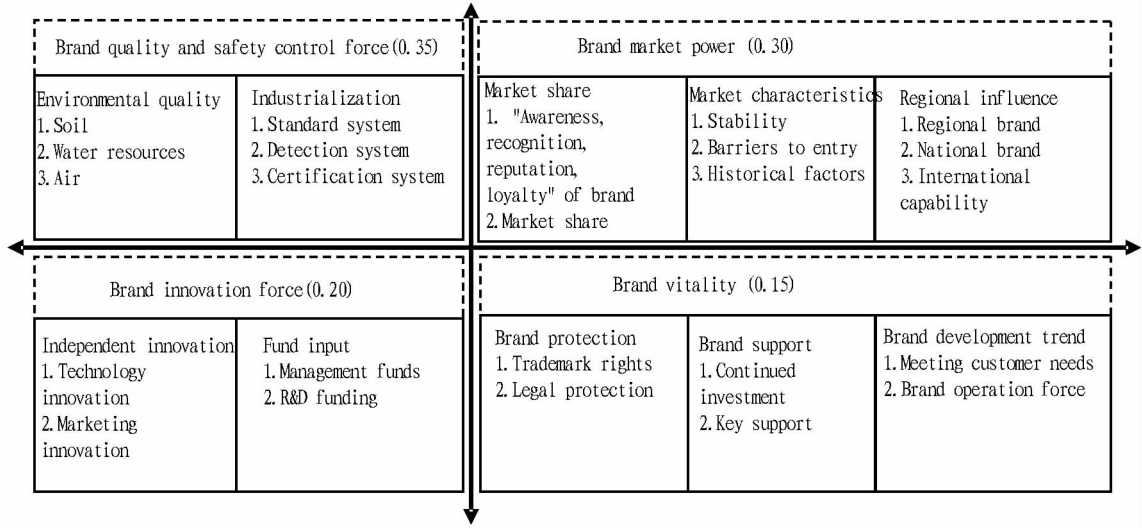 Brand quality and safety control force(0.35)
Environmental quality
1.Soil
2.Water resources
3.Air
Industrialization
1.Standard system
2.Detection system
3.Certification system
Brand market power (0.30)
Market share
1. "Awareness,
recognition,
reputation,
loyalty" of brand
2.Market share
Market characteristics
1.Stability
2.Barriers to entry
3.Historical factors
Regional influence
1.Regional brand
2.National brand
3.International
capability
Brand innovation force(0.20)
Independent innovation
1.Technology
innovation
2.Marketing
innovation
Fund input
1.Management funds
2.R&D funding
Brand vitality (0.15)
Brand protection
1.Trademark rights
2.Legal protection
Brand support
1.Continued
investment
2.Key support
Brand development trend
1.Meeting customer needs
2.Brand operation force